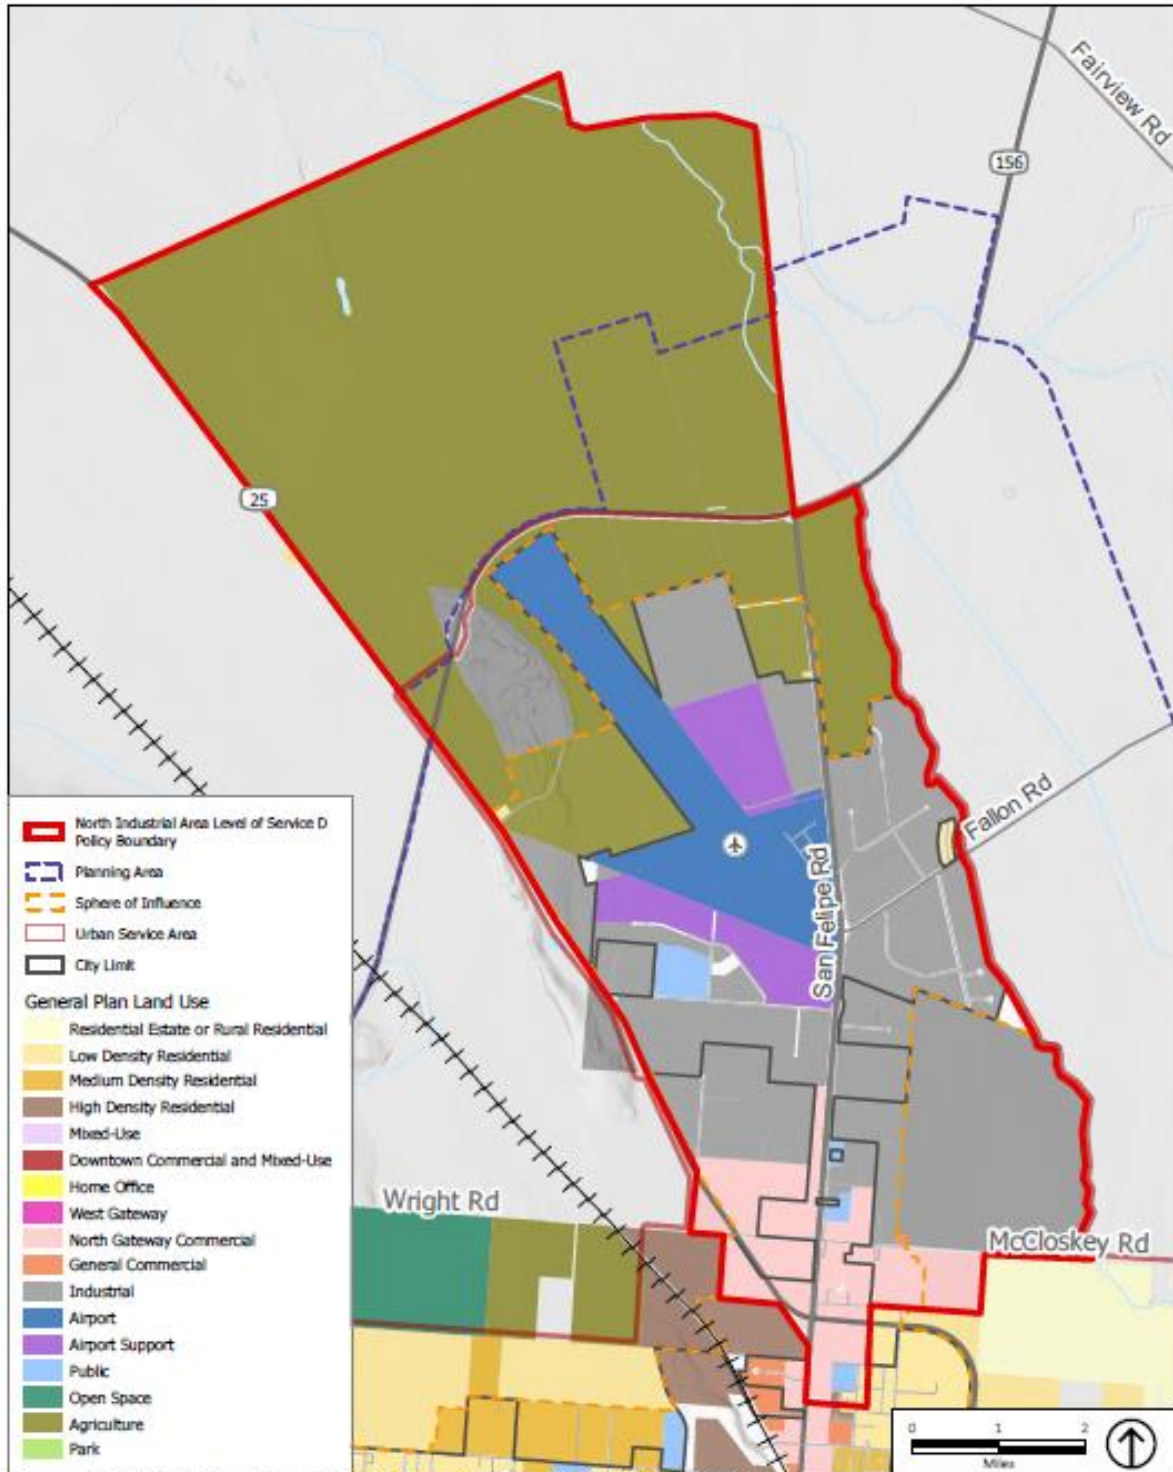 Fairview Rd
156
25
Fallon Rd
San Felipe Rd
North Industrial Area Level of Service D
Policy Boundary
Planning Area
Sphere of Influence
Urban Service Area
City Limit
General Plan Land Use
Residential Estate or Rural Residential
Low Density Residential
Medium Density Residential
High Density Residential
Mixed-Use
Downtown Commercial and Mixed-Use
Home Office
West Gateway
North Gateway Commercial
General Commercial
Industrial
Airport
Airport Support
Public
Open Space
Agriculture
Park
Wright Rd
McCloskey Rd
0 1 2
Miles